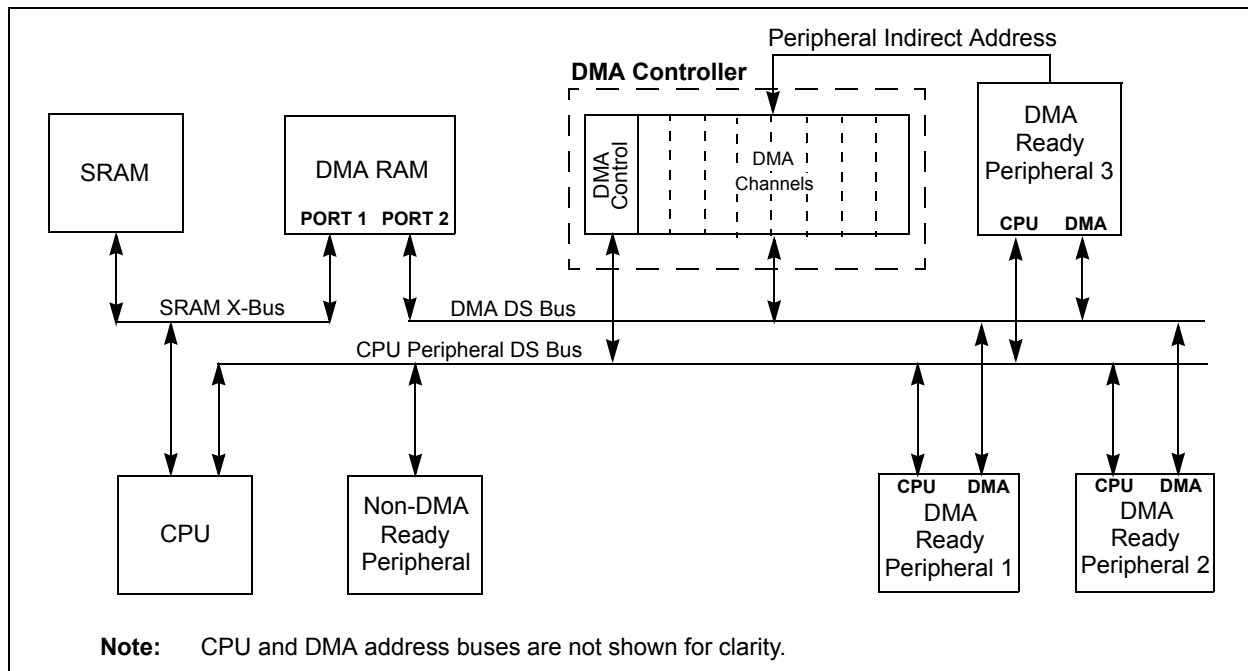 Peripheral Indirect Address
DMA Controller
SRAM
DMA RAM
PORT 1 PORT 2
DMA Control
DMA
Channels
DMA
Ready
Peripheral 3
CPU DMA
SRAM X-Bus
DMA DS Bus
CPU Peripheral DS Bus
CPU
Non-DMA
Ready
Peripheral
CPU DMA
DMA
Ready
Peripheral 1
CPU DMA
DMA
Ready
Peripheral 2
Note: CPU and DMA address buses are not shown for clarity.